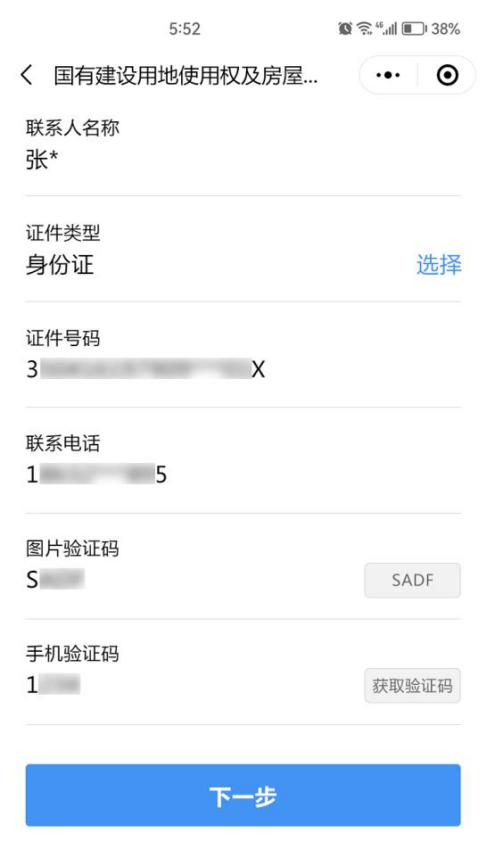 5:52
38%
国有建设用地使用权及房屋...
联系人名称
张*
证件类型
身份证
选择
证件号码
3 X
联系电话
1 5
图片验证码
S
SADF
手机验证码
1
获取验证码
下一步